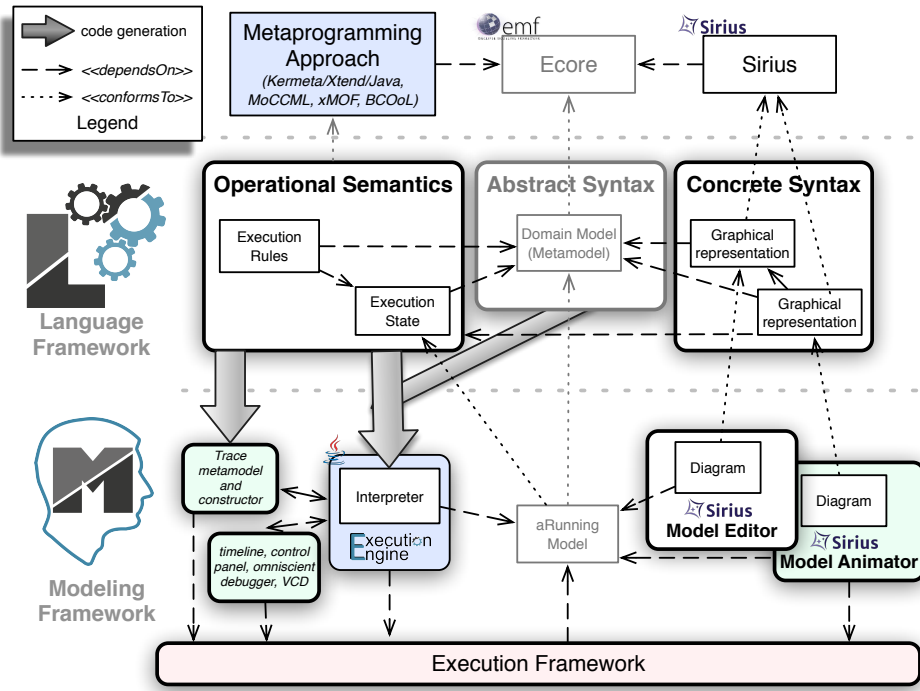 code generation
<<dependsOn>>
<<conformsTo>>
Legend
Metaprogramming
Approach
(Kermeta/Xtend/Java,
MoCCML, xMOF, BCOoL)
emf
Ecore
Sirius
Sirius
Language
Framework
Operational Semantics
Execution
Rules
Execution
State
Abstract Syntax
Domain Model
(Metamodel)
Concrete Syntax
Graphical
representation
Graphical
representation
M
Modeling
Framework
Trace
metamodel
and
constructor
timeline, control
panel, omniscient
debugger, VCD
Interpreter
Execution
Engine
aRunning
Model
Diagram
Sirius
Model Editor
Diagram
Sirius
Model Animator
Execution Framework